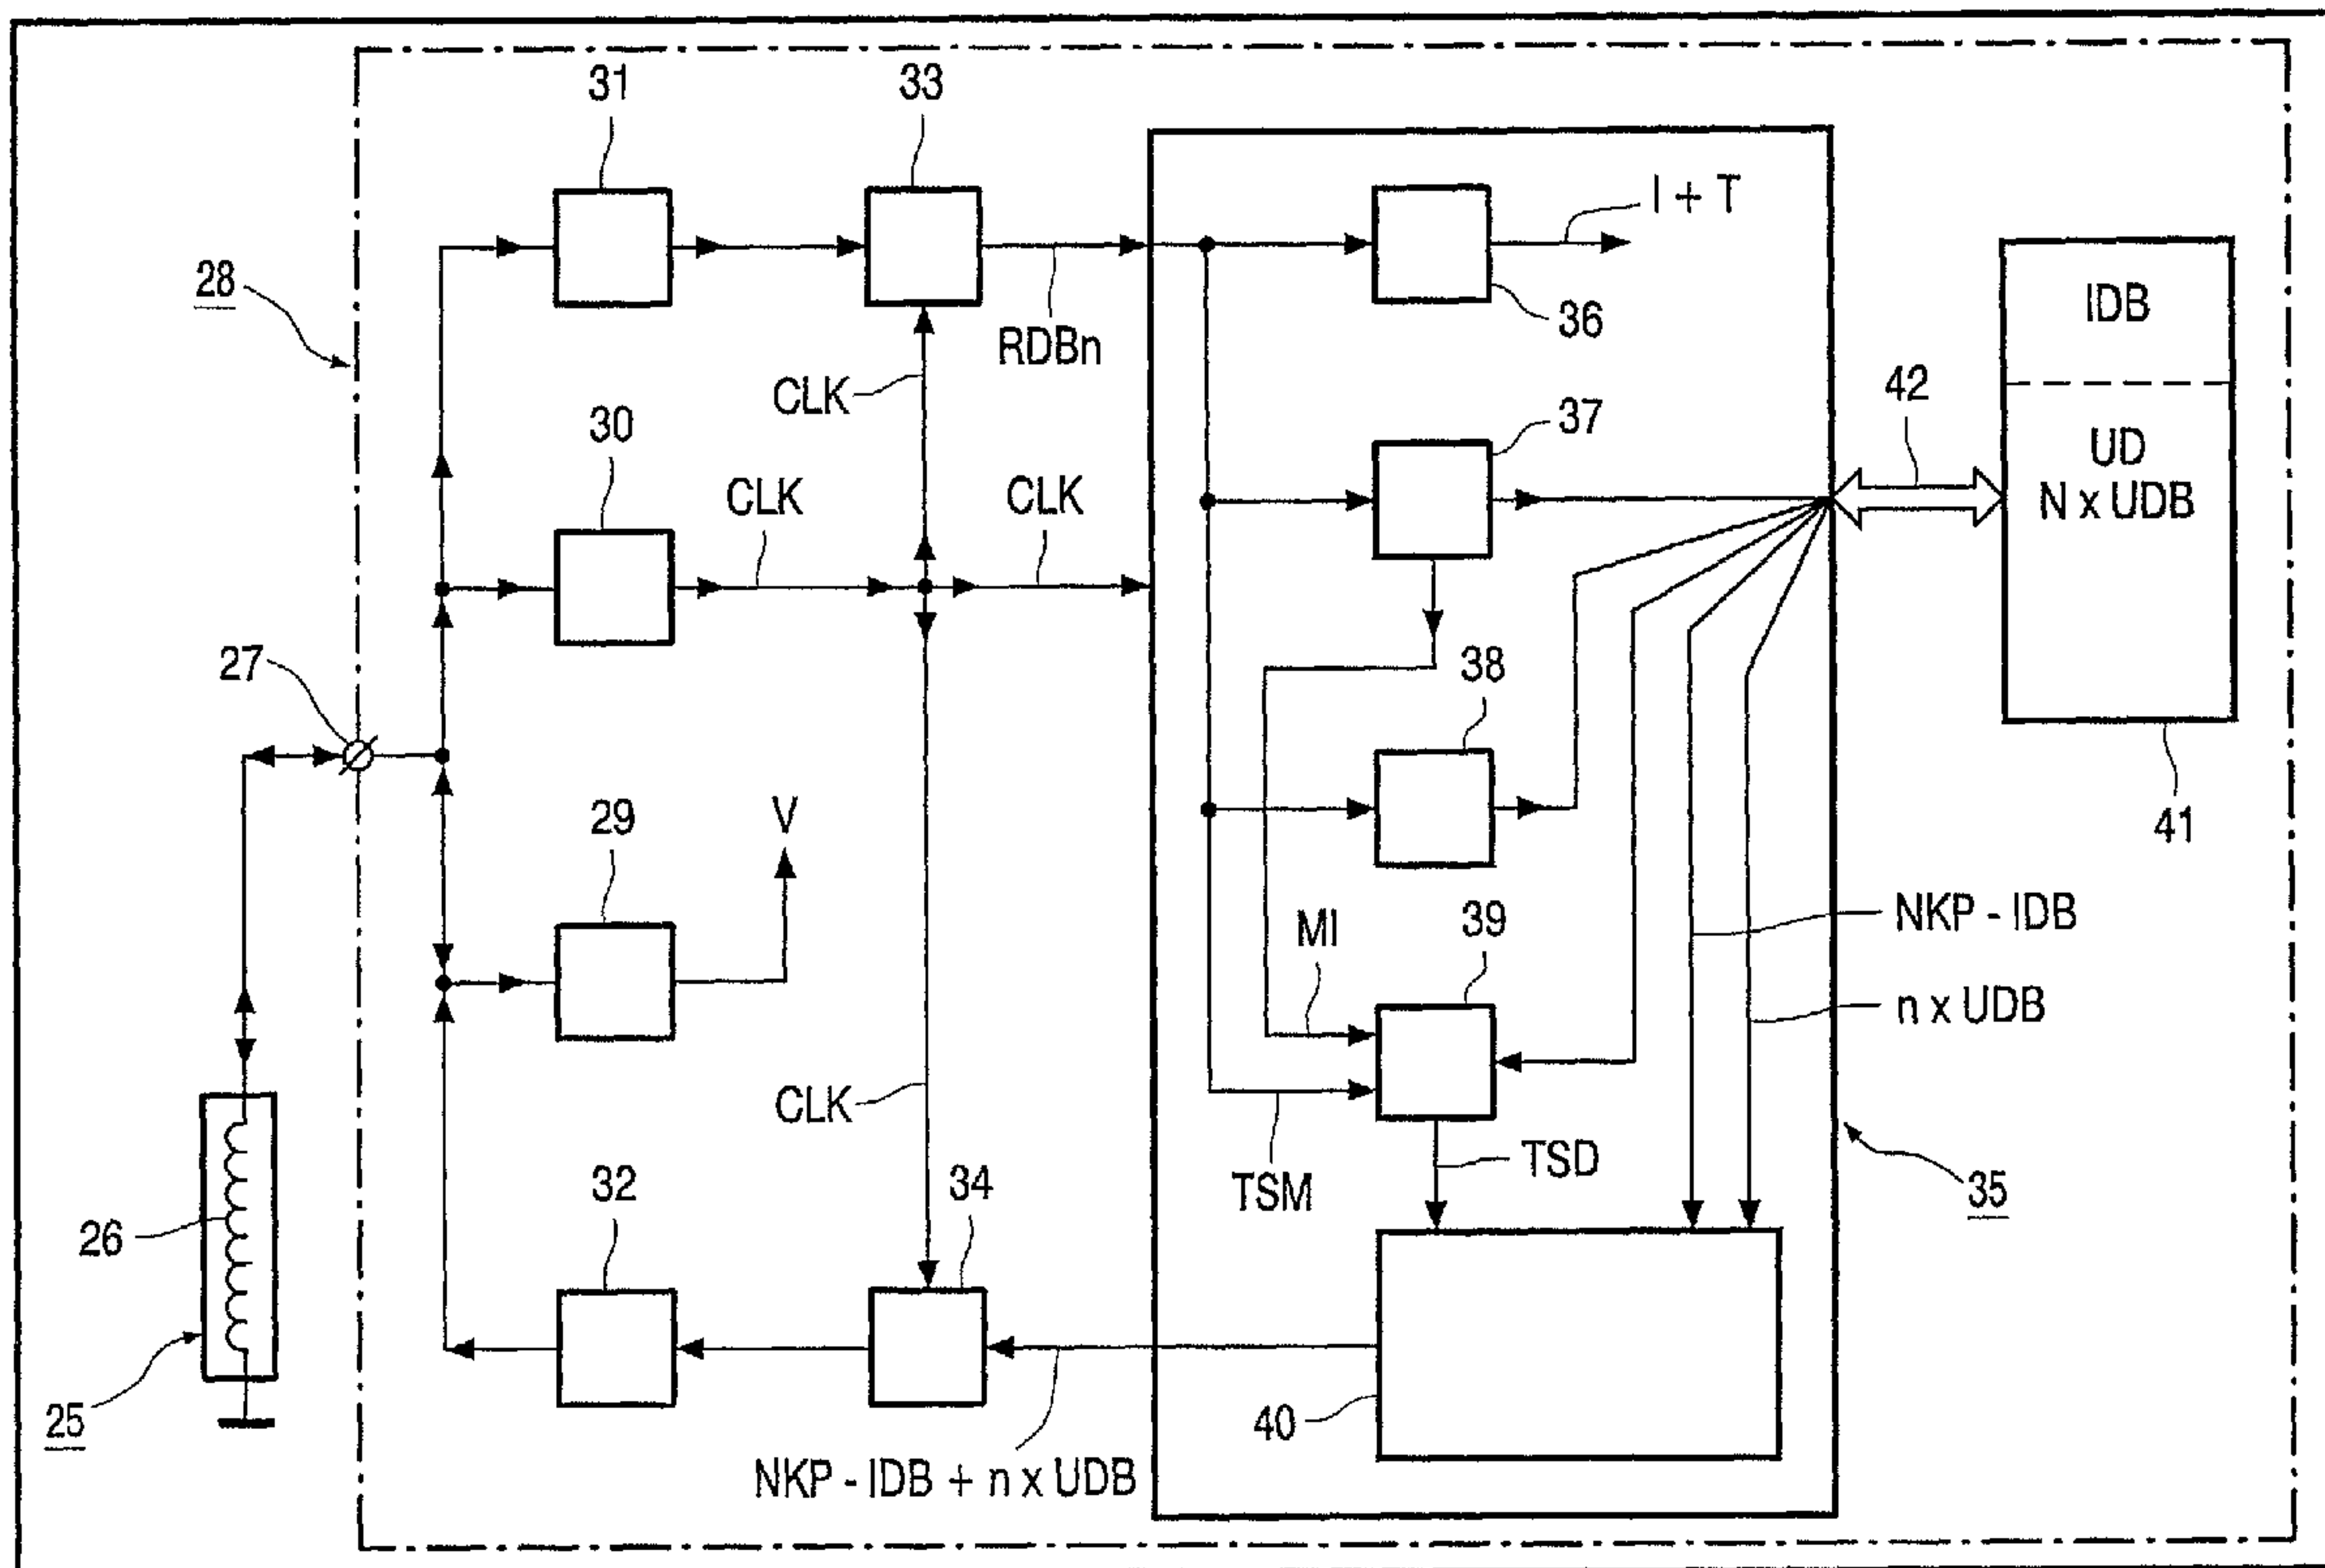 31
33
I + T
28
36
IDB
RDBn
CLK
42
37
30
UD
N x UDB
CLK
CLK
27
38
29
V
41
NKP - IDB
MI
39
n x UDB
CLK
TSD
TSM
32
34
35
26
25
40
NKP - IDB + n x UDB